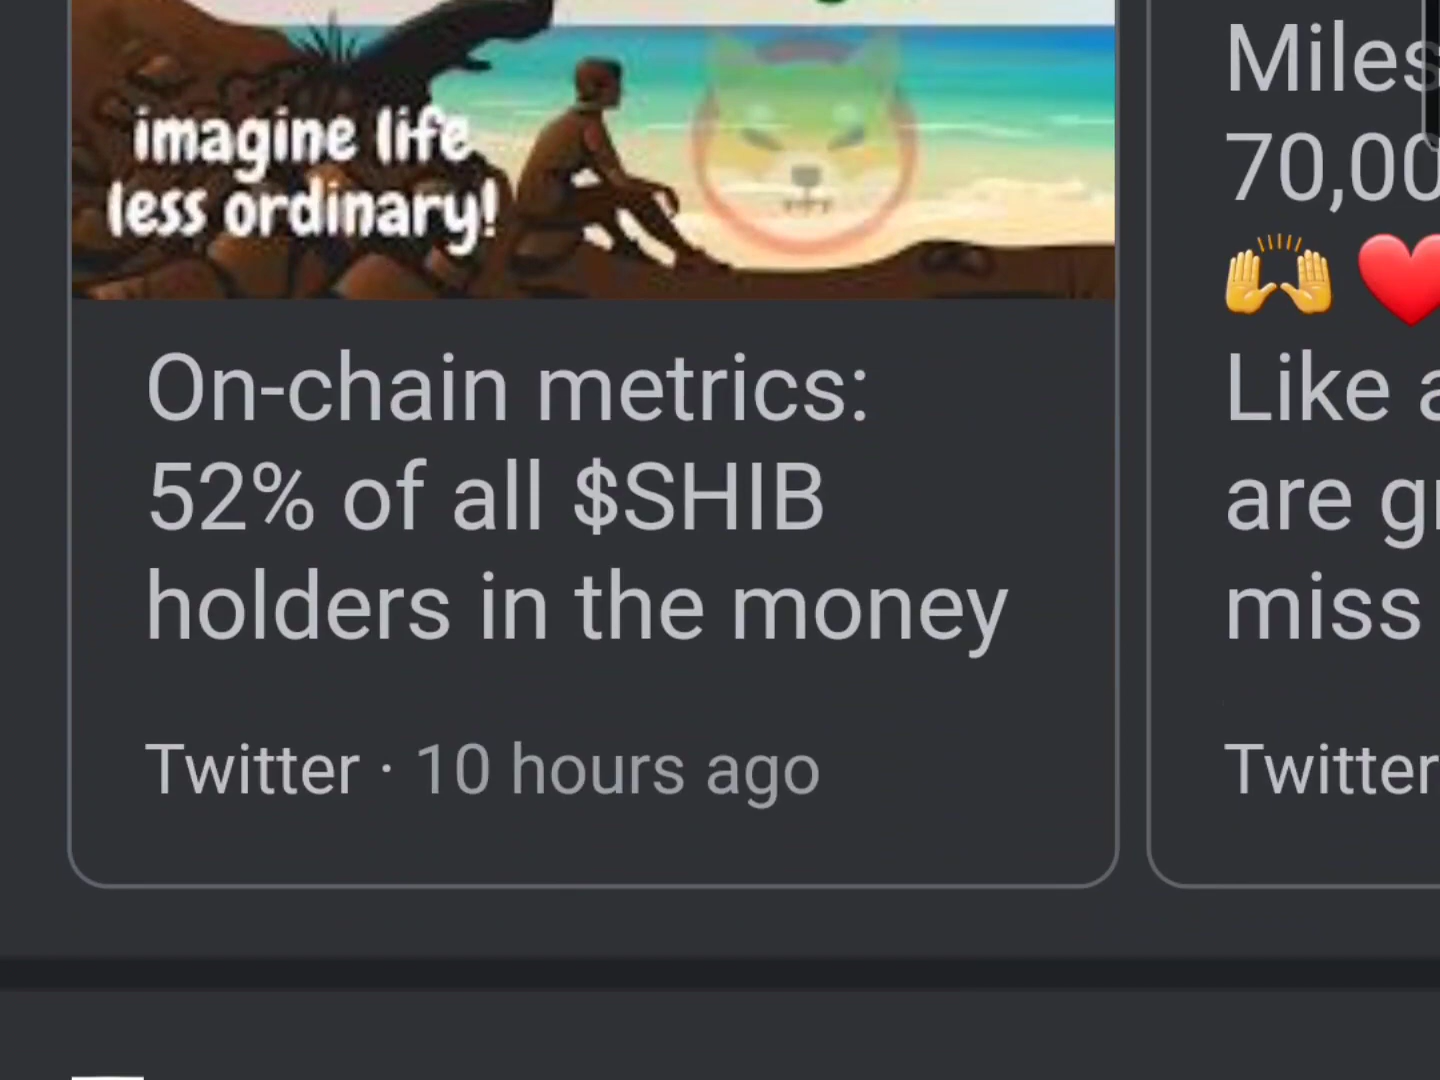 imagine life
less ordinary!
On-chain metrics:
52% of all $SHIB
holders in the money
Twitter · 10 hours ago
Miles
70,00
🙌 ❤️
Like a
are gr
miss
Twitter